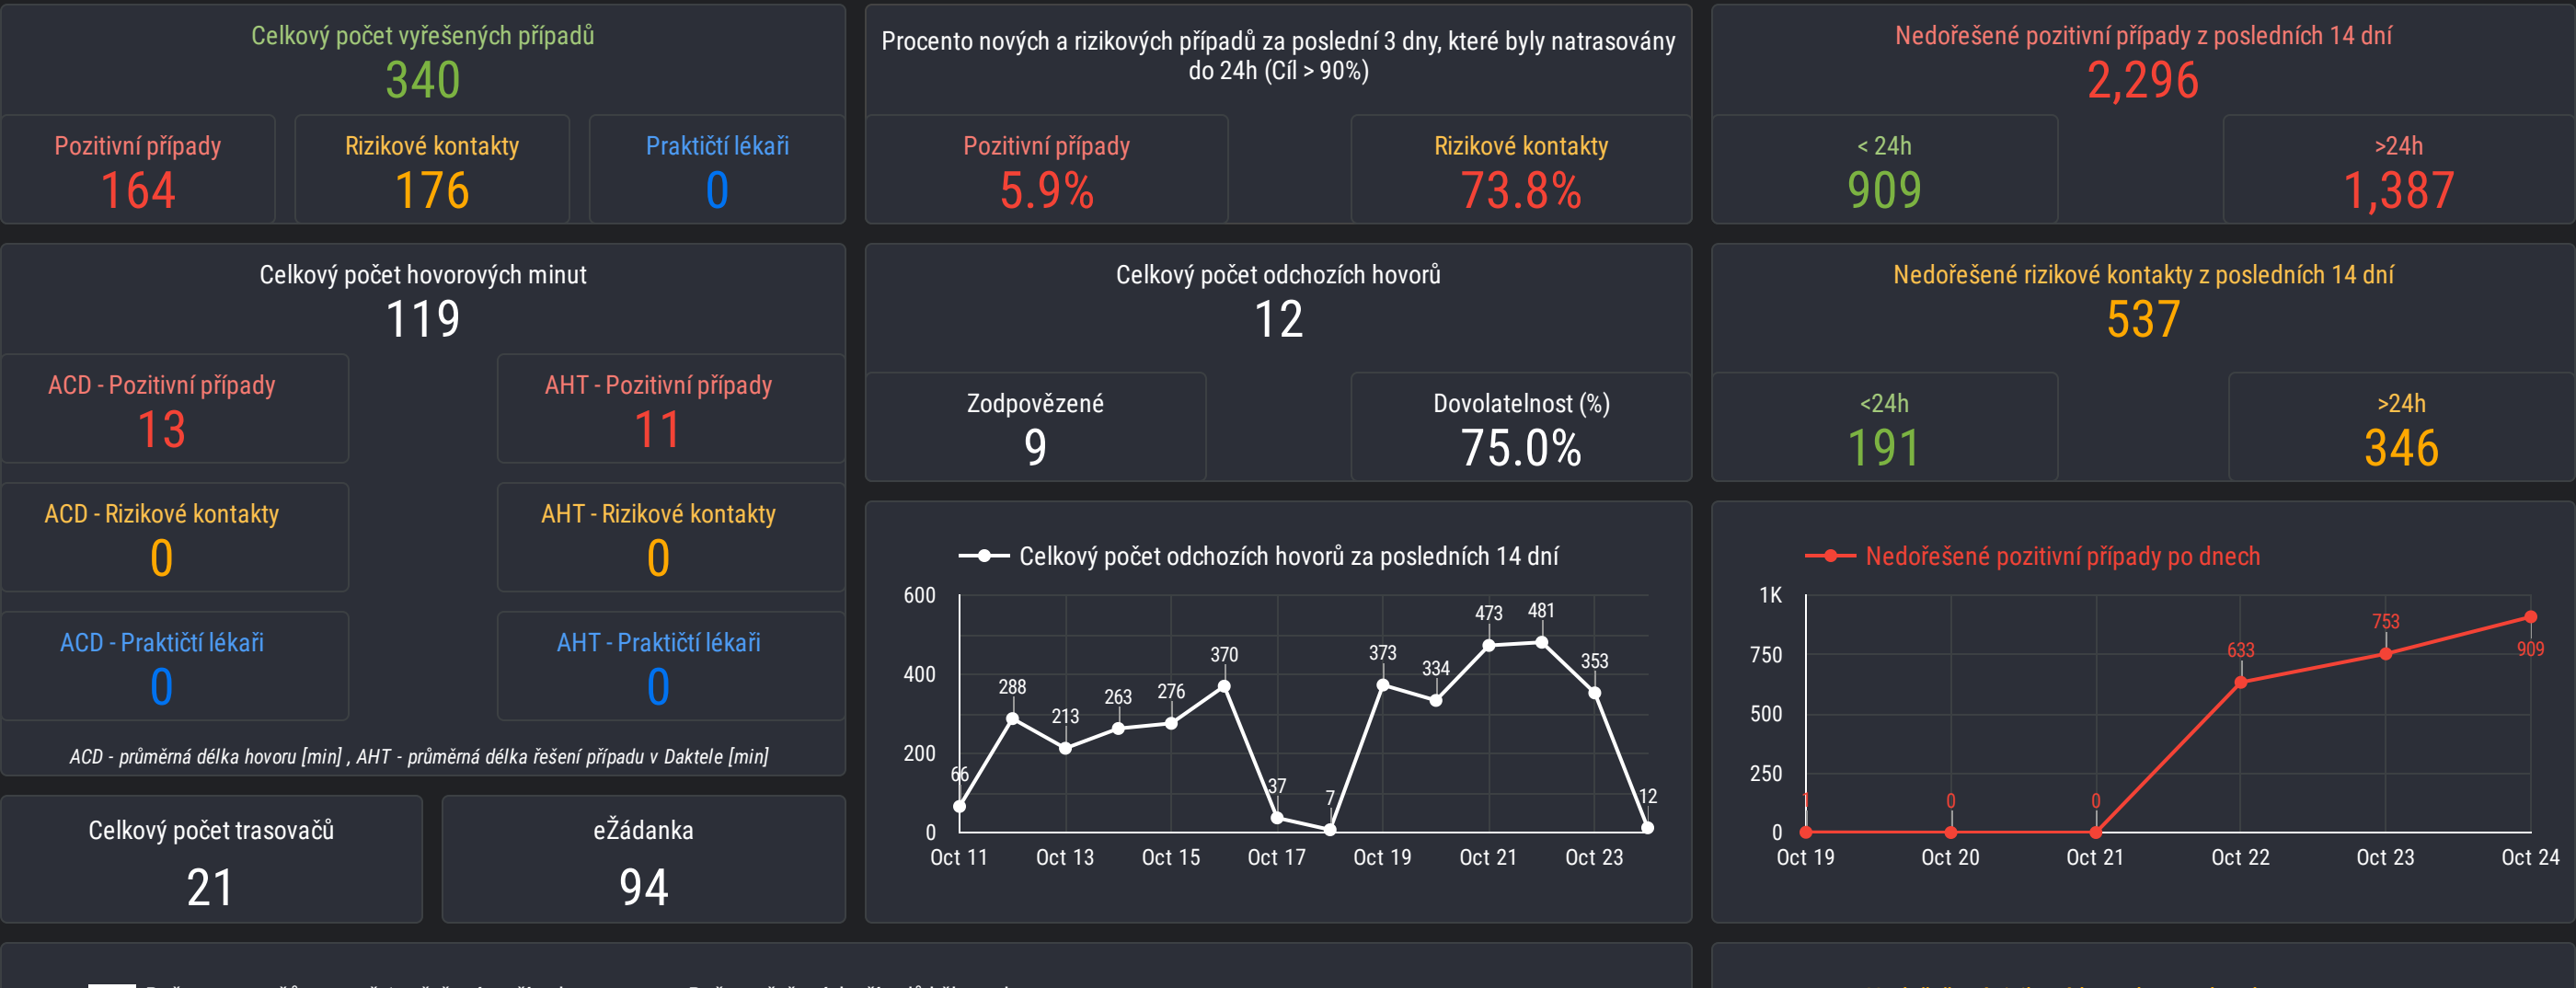 Celkový počet vyřešených případů
340
Pozitivní případy
164
Rizikové kontakty
176
Praktičtí lékaři
0
Procento nových a rizikových případů za poslední 3 dny, které byly natrasovány
do 24h (Cíl > 90%)
Pozitivní případy
5.9%
Rizikové kontakty
73.8%
Nedořešené pozitivní případy z posledních 14 dní
2,296
< 24h
909
>24h
1,387
Celkový počet hovorových minut
119
ACD - Pozitivní případy
13
AHT - Pozitivní případy
11
ACD - Rizikové kontakty
0
AHT - Rizikové kontakty
0
ACD - Praktičtí lékaři
0
AHT - Praktičtí lékaři
0
ACD - průměrná délka hovoru [min] , AHT - průměrná délka řešení případu v Daktele [min]
Celkový počet odchozích hovorů
12
Zodpovězené
9
Dovolatelnost (%)
75.0%
Nedořešené rizikové kontakty z posledních 14 dní
537
<24h
191
>24h
346
Celkový počet trasovačů
21
eŽádanka
94
Celkový počet odchozích hovorů za posledních 14 dní
600
400
200
0
66
288
213
263
276
370
37
7
373
334
473
481
353
12
Oct 11
Oct 13
Oct 15
Oct 17
Oct 19
Oct 21
Oct 23
Nedořešené pozitivní případy po dnech
1K
750
500
250
0
1
0
0
633
753
909
Oct 19
Oct 20
Oct 21
Oct 22
Oct 23
Oct 24